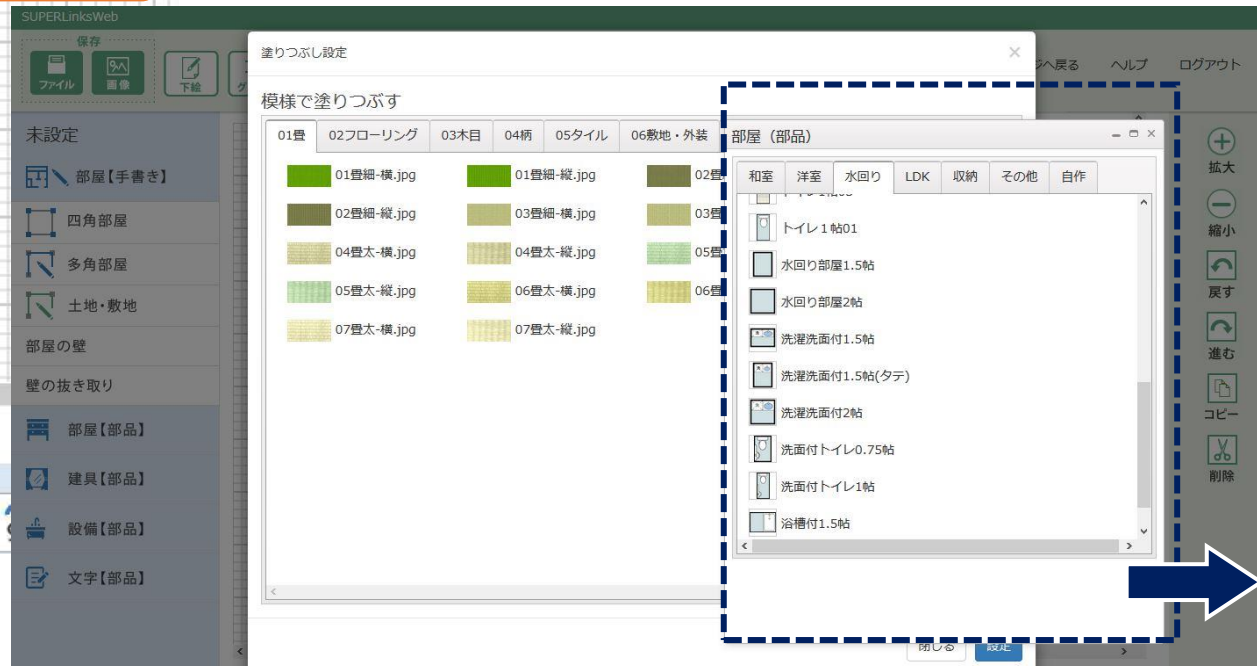 SUPERLinksWeb
保存
ファイル
画像
下絵
グ
ジへ戻る
ヘルプ
ログアウト
塗りつぶし設定
模様で塗りつぶす
01畳
02フローリング
03木目
04柄
05タイル
06敷地・外装
01畳細-横.jpg
01畳細-縦.jpg
02畳
02畳細-縦.jpg
03畳細-横.jpg
03畳
04畳太-横.jpg
04畳太-縦.jpg
05畳
05畳太-縦.jpg
06畳太-横.jpg
06畳
07畳太-横.jpg
07畳太-縦.jpg
未設定
部屋【手書き】
四角部屋
多角部屋
土地・敷地
部屋の壁
壁の抜き取り
部屋【部品】
建具【部品】
設備【部品】
文字【部品】
部屋（部品）
和室
洋室
水回り
LDK
収納
その他
自作
トイレ１帖01
水回り部屋1.5帖
水回り部屋2帖
洗濯洗面付1.5帖
洗濯洗面付1.5帖(タテ)
洗濯洗面付2帖
洗面付トイレ0.75帖
洗面付トイレ1帖
浴槽付1.5帖
閉じる
設定
拡大
縮小
戻す
進む
コピー
削除